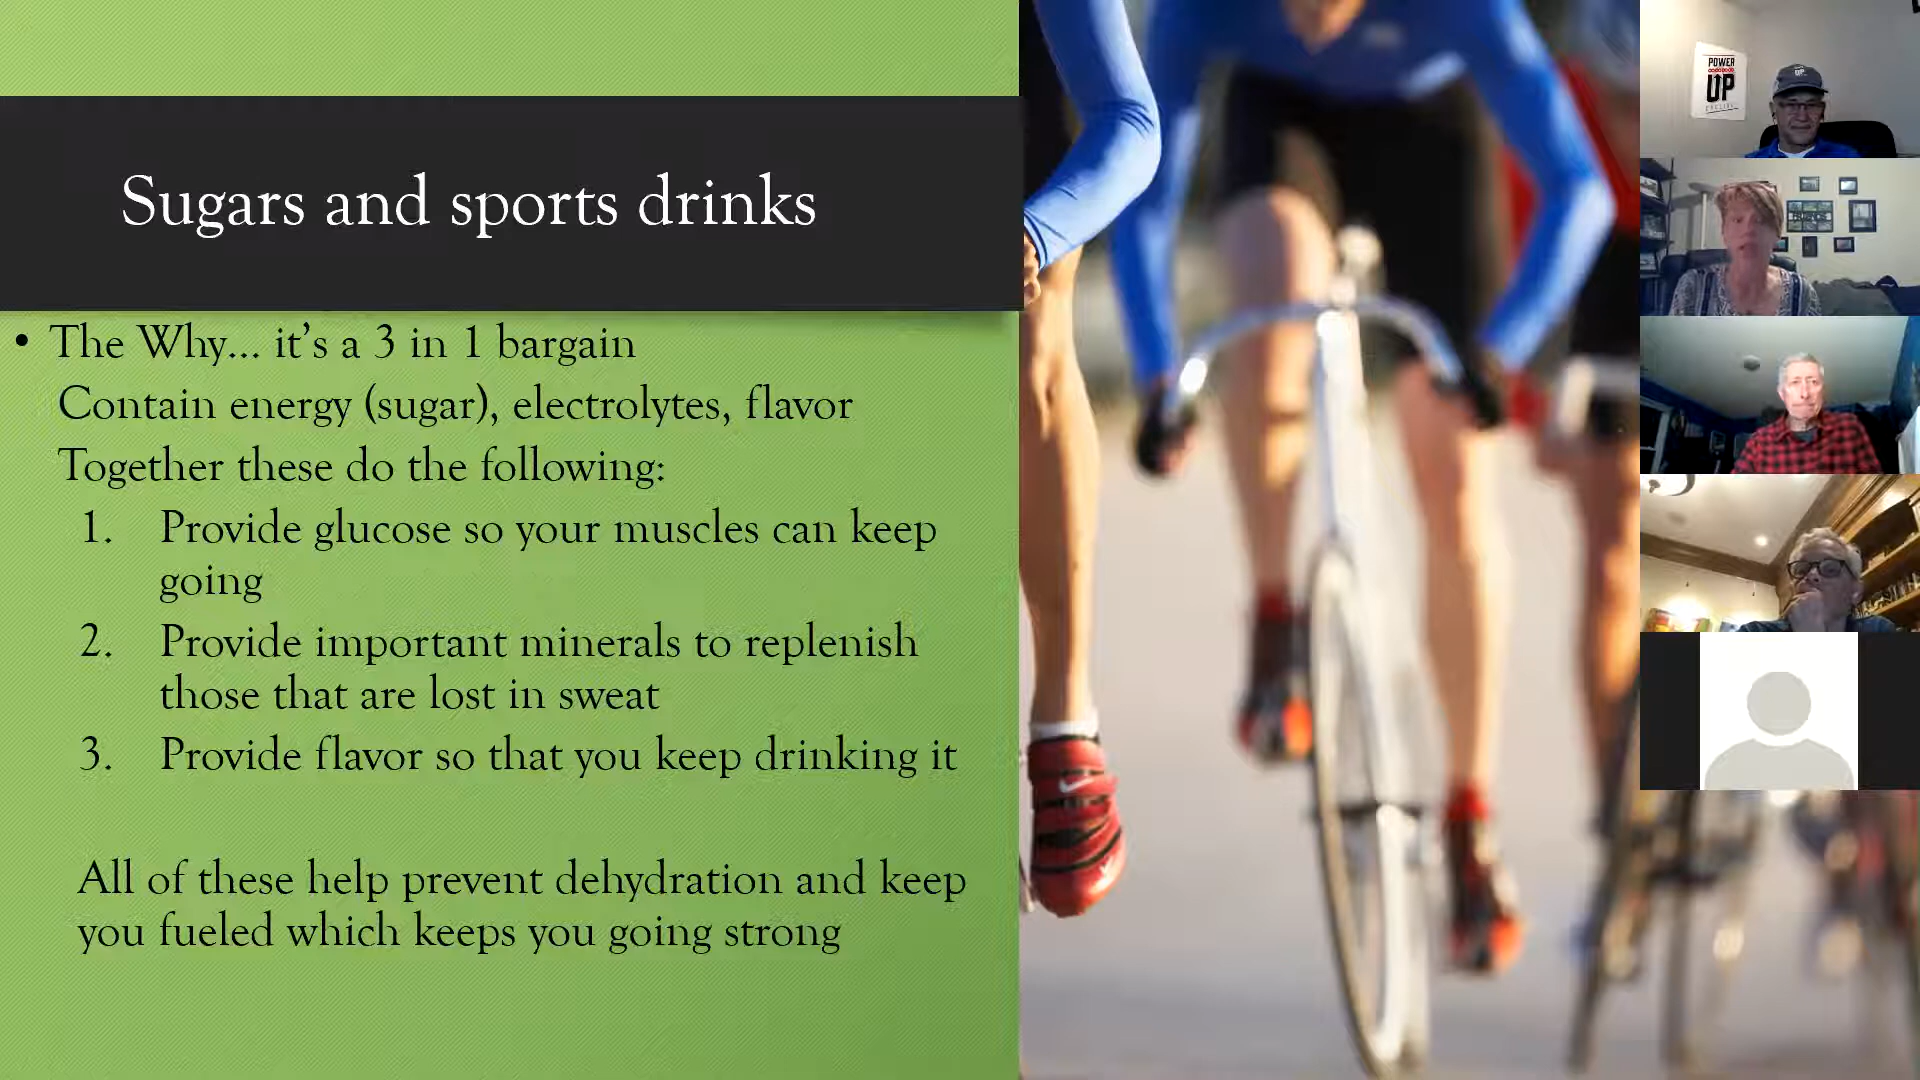 Sugars and sports drinks
• The Why... it's a 3 in 1 bargain
Contain energy (sugar), electrolytes, flavor
Together these do the following:
1. Provide glucose so your muscles can keep
going
2. Provide important minerals to replenish
those that are lost in sweat
3. Provide flavor so that you keep drinking it
All of these help prevent dehydration and keep
you fueled which keeps you going strong
POWER
UP